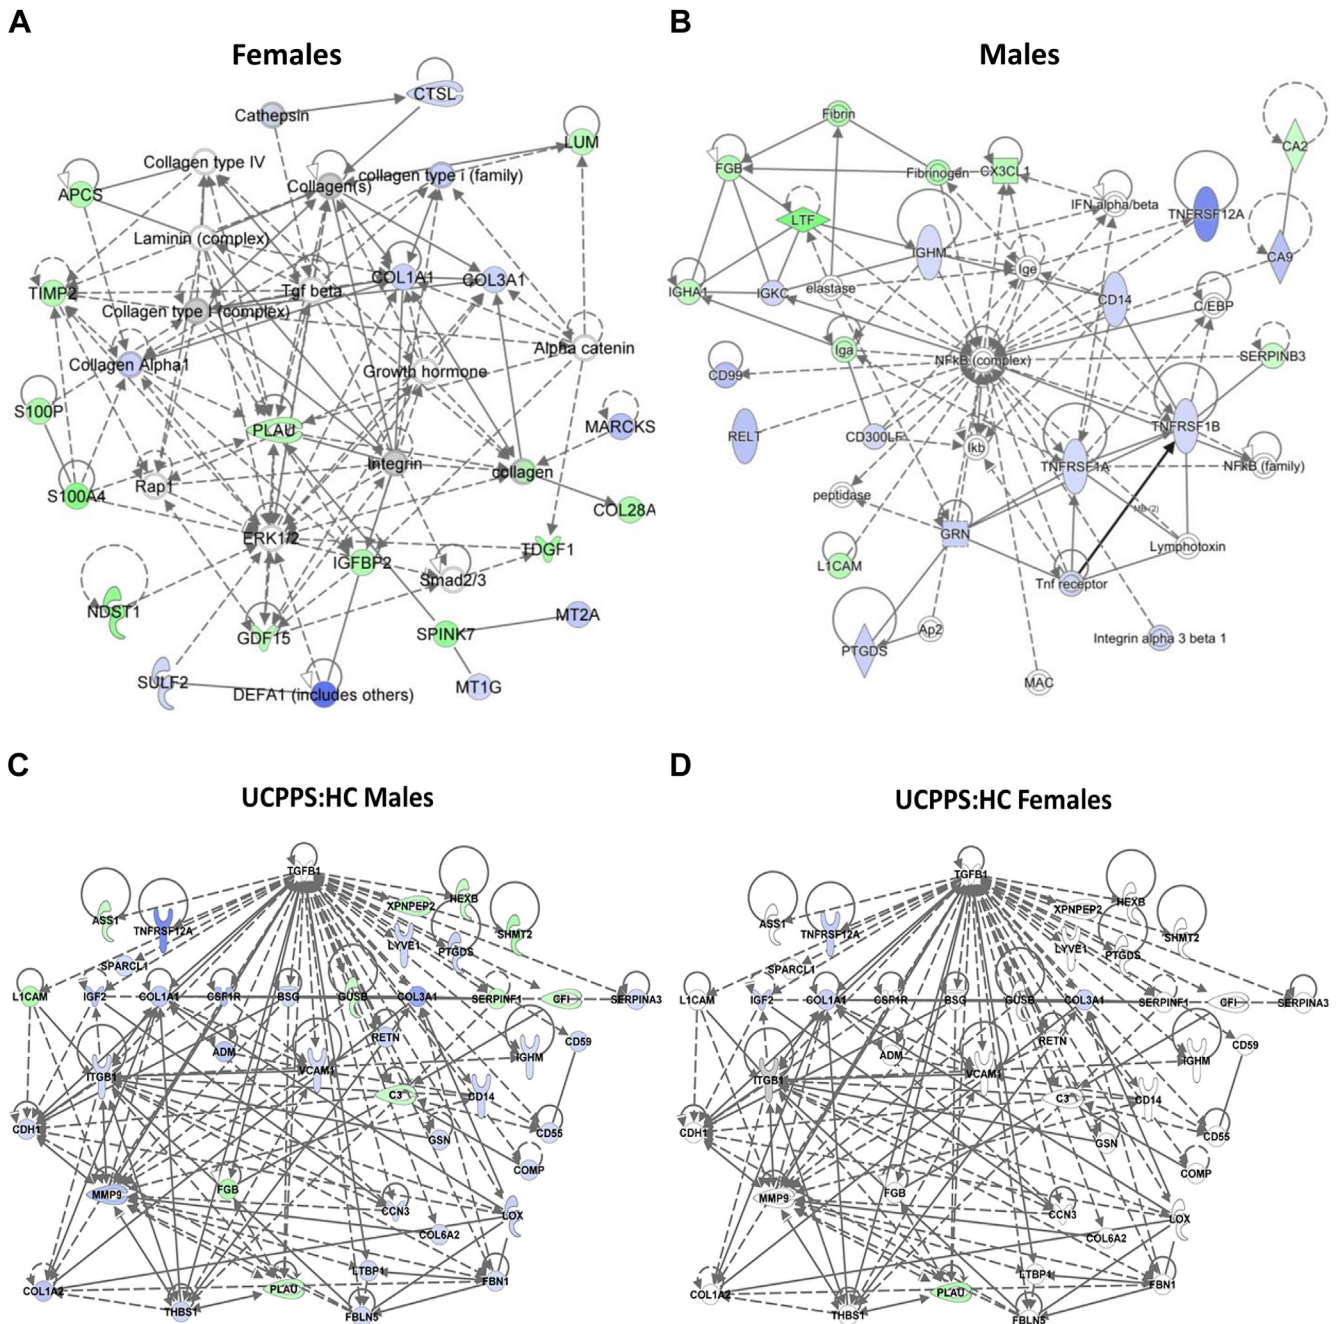 A
Females
CTSL
Cathepsin
LUM
Collagen type IV
collagen type i (family)
Collagen(s)
APCS
Laminin (complex)
COL1A1
COL3A1
Tgf beta
TIMP2
Collagen type I (complex)
Alpha catenin
Collagen Alpha1
Growth hormone
S100P
MARCKS
PLAU
Integrin
collagen
Rap1
S100A4
COL28A
ERK1/2
TDGF1
IGFBP2
Smad2/3
NDST1
MT2A
GDF15
SPINK7
SULF2
MT1G
DEFA1 (includes others)
B
Males
Fibrin
CA2
FGB
Fibrinogen
CX3CL1
IFN alpha/beta
TNFRSF12A
LTF
IGHM
CA9
Ige
IGHA1
IGKC
elastase
CD14
C/EBP
Iga
NFkB (complex)
SERPINB3
CD99
TNFRSF1B
RELT
CD300LF
Ikb
TNFRSF1A
NFkB (family)
peptidase
MB (2)
GRN
Lymphotoxin
L1CAM
Tnf receptor
Ap2
Integrin alpha 3 beta 1
PTGDS
MAC
C
UCPPS:HC Males
TGFB1
HEXB
XPNPEP2
ASS1
TNFRSF12A
SHMT2
LYVE1
PTGDS
SPARCL1
L1CAM
IGF2
COL1A1
CSF1R
BSG
GUSB
COL3A1
SERPINF1
CFI
SERPINA3
RETN
CD59
ADM
IGHM
VCAM1
ITGB1
C3
CD14
CDH1
GSN
CD55
COMP
MMP9
FGB
CCN3
LOX
COL6A2
LTBP1
FBN1
COL1A2
PLAU
THBS1
FBLN5
D
UCPPS:HC Females
TGFB1
HEXB
XPNPEP2
ASS1
TNFRSF12A
SHMT2
LYVE1
PTGDS
SPARCL1
L1CAM
IGF2
COL1A1
CSF1R
BSG
GUSB
COL3A1
SERPINF1
CFI
SERPINA3
RETN
CD59
ADM
IGHM
VCAM1
ITGB1
C3
CD14
CDH1
GSN
CD55
COMP
MMP9
FGB
CCN3
LOX
COL6A2
LTBP1
FBN1
COL1A2
PLAU
THBS1
FBLN5